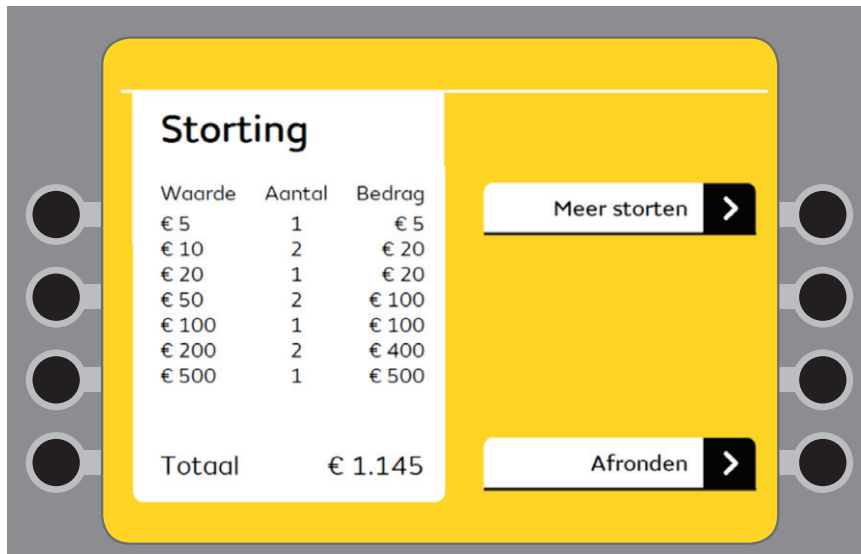 Storting
Waarde Aantal Bedrag
€ 5 1 € 5
€ 10 2 € 20
€ 20 1 € 20
€ 50 2 € 100
€ 100 1 € 100
€ 200 2 € 400
€ 500 1 € 500
Totaal € 1.145
Meer storten
Afronden